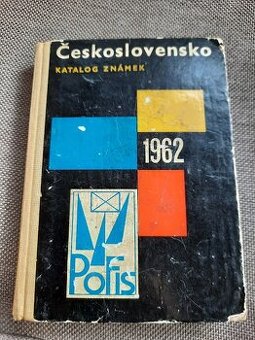 Československo
KATALOG ZNÁMEK
1962
Pofis